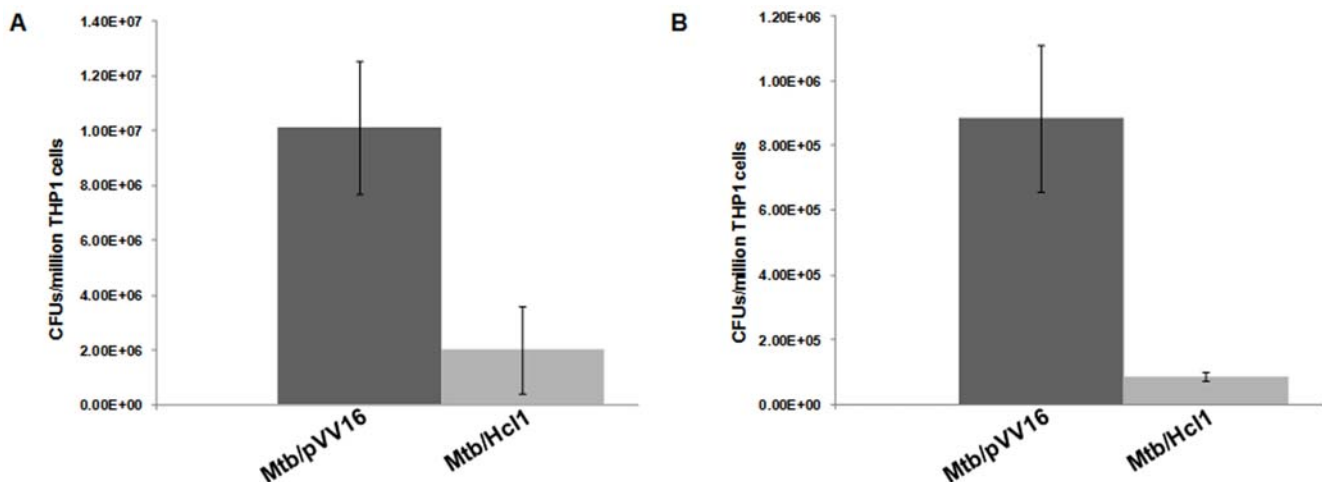 A
CFUs/million THP1 cells
1.40E+07
1.20E+07
1.00E+07
8.00E+06
6.00E+06
4.00E+06
2.00E+06
0.00E+00
Mtb/pVV16
Mtb/Hcl1
B
CFUs/million THP1 cells
1.20E+06
1.00E+06
8.00E+05
6.00E+05
4.00E+05
2.00E+05
0.00E+00
Mtb/pVV16
Mtb/Hcl1